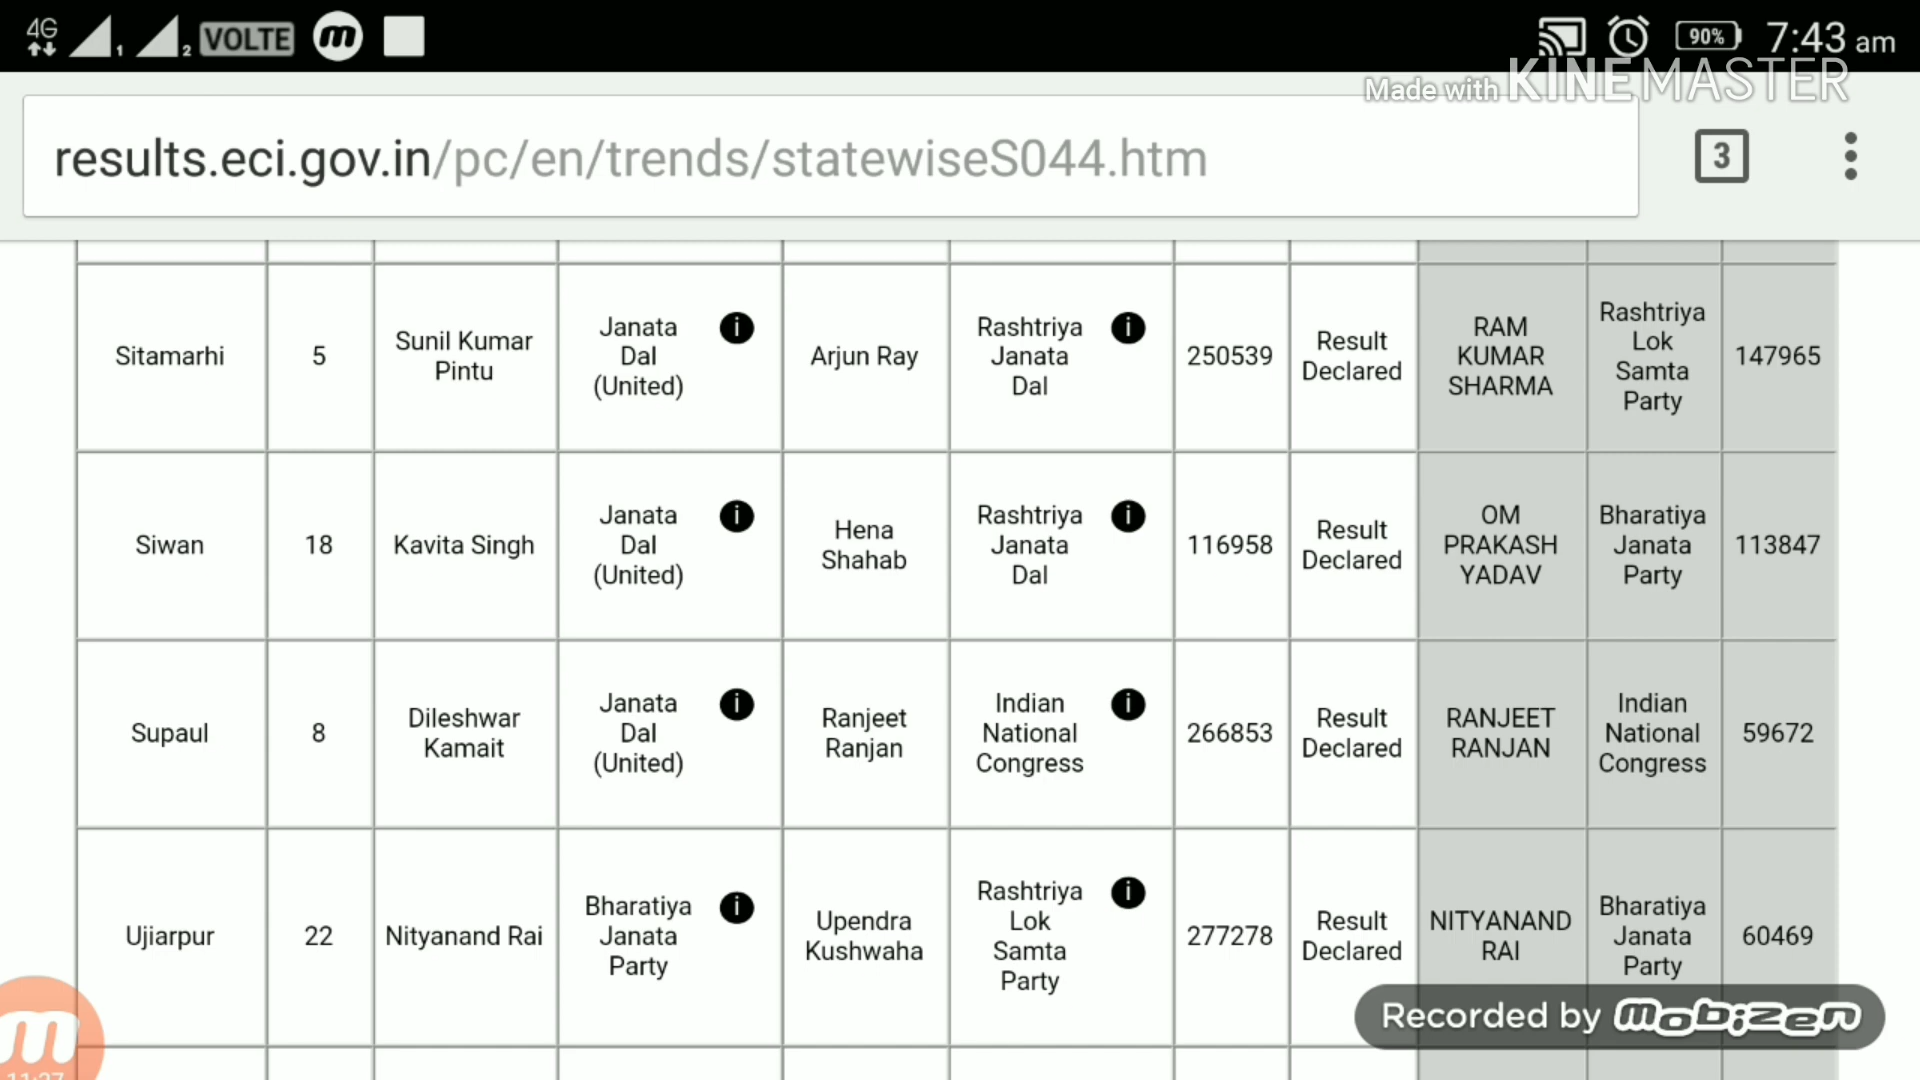 4G
1
2
VOLTE
m
90%
7:43 am
Made with KINEMASTER
results.eci.gov.in/pc/en/trends/statewiseS044.htm
3
Sitamarhi
5
Sunil Kumar
Pintu
Janata
Dal
(United)
i
Arjun Ray
Rashtriya
Janata
Dal
i
250539
Result
Declared
RAM
KUMAR
SHARMA
Rashtriya
Lok
Samta
Party
147965
Siwan
18
Kavita Singh
Janata
Dal
(United)
i
Hena
Shahab
Rashtriya
Janata
Dal
i
116958
Result
Declared
OM
PRAKASH
YADAV
Bharatiya
Janata
Party
113847
Supaul
8
Dileshwar
Kamait
Janata
Dal
(United)
i
Ranjeet
Ranjan
Indian
National
Congress
i
266853
Result
Declared
RANJEET
RANJAN
Indian
National
Congress
59672
Ujiarpur
22
Nityanand Rai
Bharatiya
Janata
Party
i
Upendra
Kushwaha
Rashtriya
Lok
Samta
Party
i
277278
Result
Declared
NITYANAND
RAI
Bharatiya
Janata
Party
60469
m
Recorded by mobizen